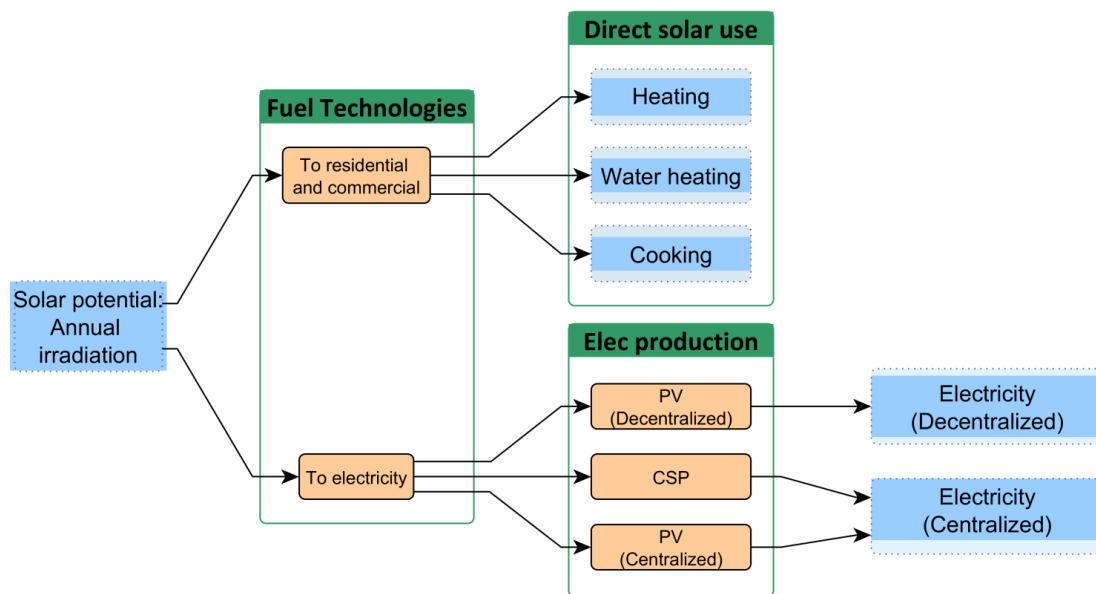 Direct solar use
Heating
Fuel Technologies
To residential
and commercial
Water heating
Cooking
Solar potential:
Annual
irradiation
Elec production
PV
(Decentralized)
Electricity
(Decentralized)
To electricity
CSP
Electricity
(Centralized)
PV
(Centralized)